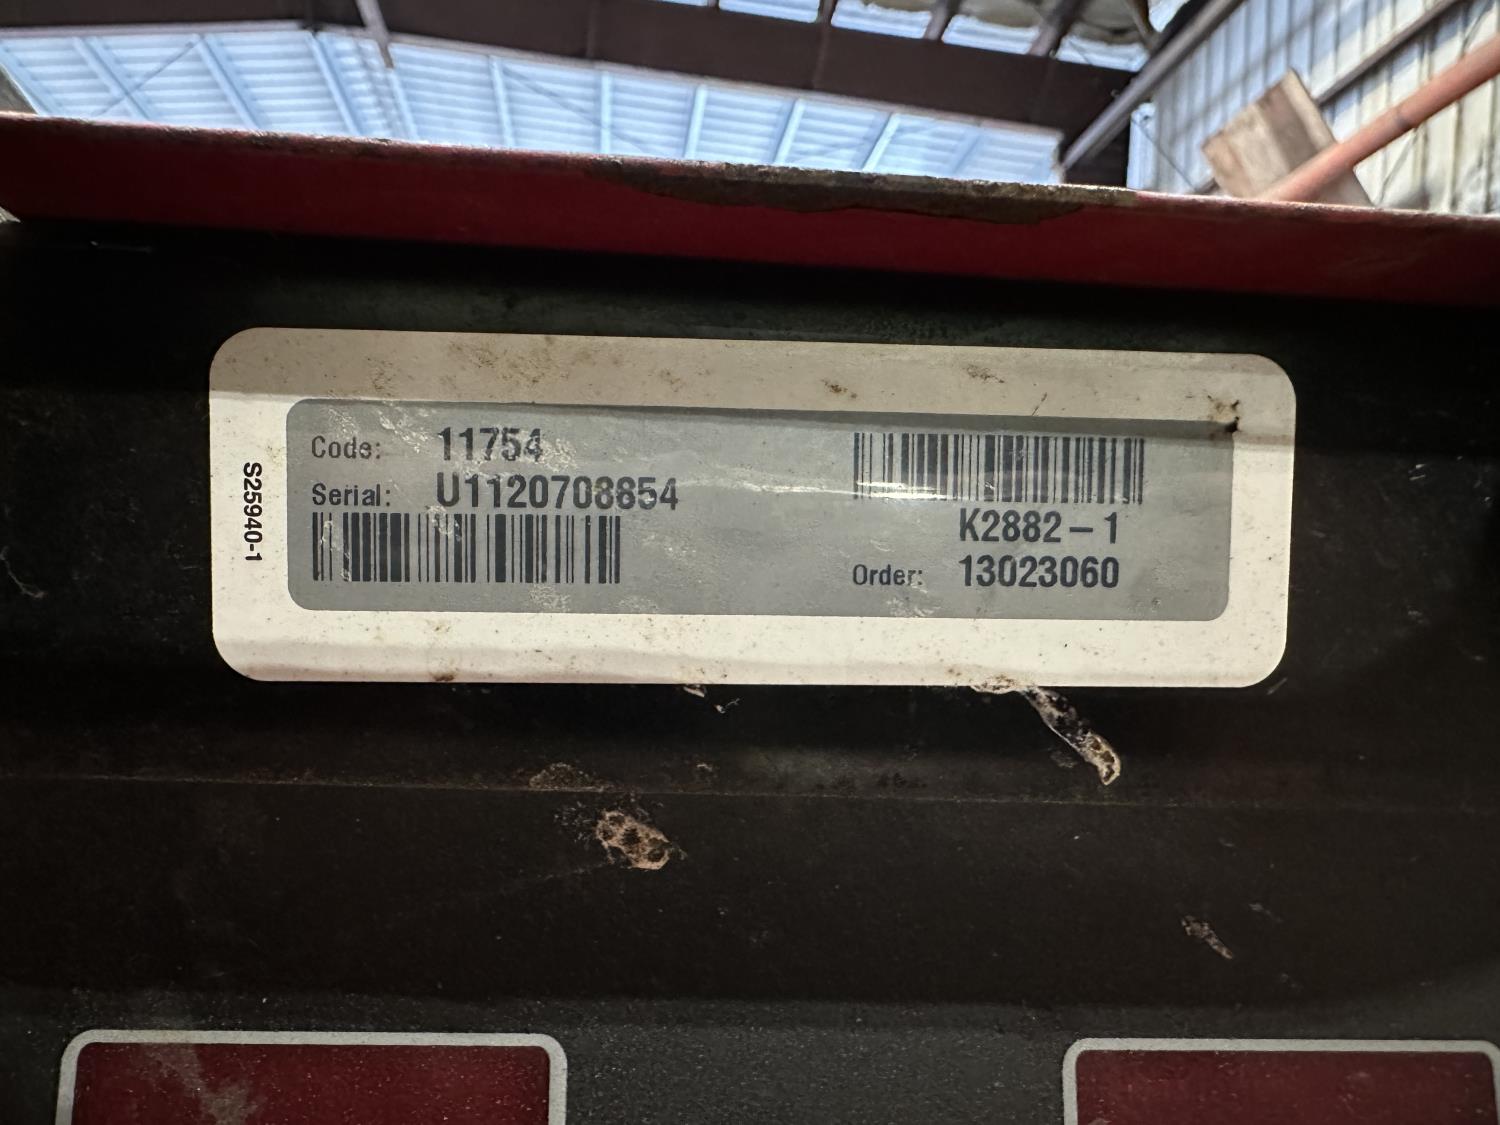 Code: 11754
Serial: U1120708854
K2882-1
Order: 13023060
S25940-1